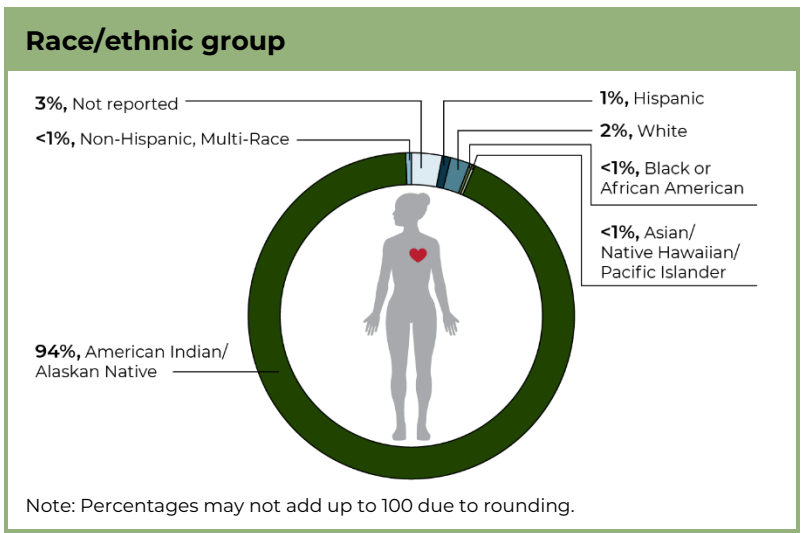 Race/ethnic group
3%, Not reported
<1%, Non-Hispanic, Multi-Race
94%, American Indian/
Alaskan Native
1%, Hispanic
2%, White
<1%, Black or
African American
<1%, Asian/
Native Hawaiian/
Pacific Islander
Note: Percentages may not add up to 100 due to rounding.